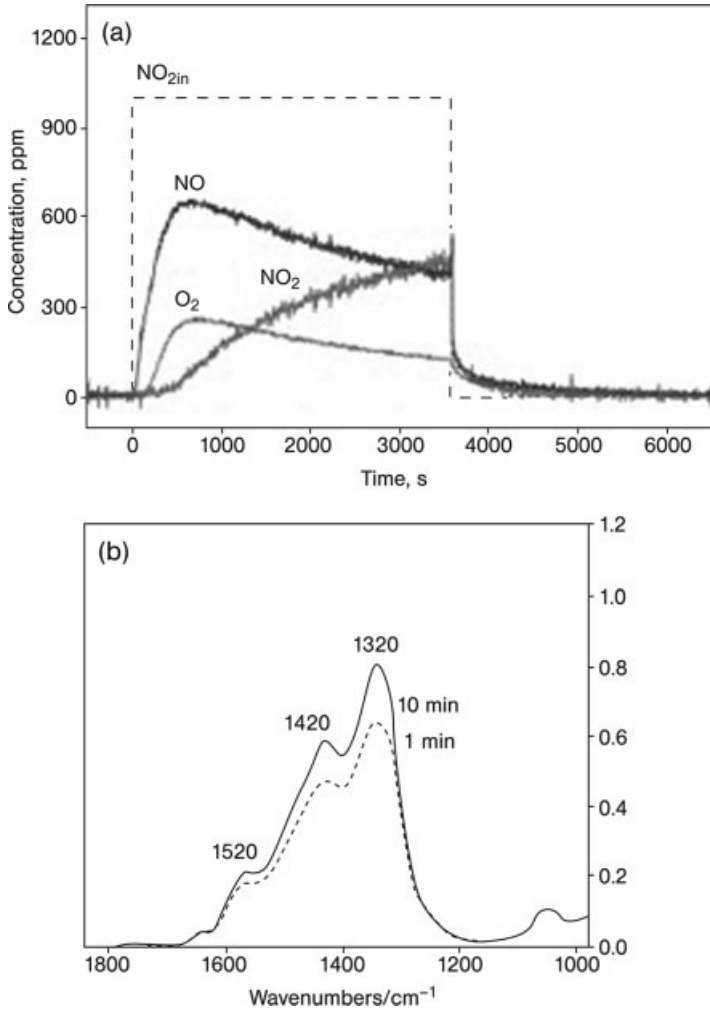 (a)
1200
900
600
300
0
Concentration, ppm
NO₂in
NO
NO₂
O₂
0 1000 2000 3000 4000 5000 6000
Time, s
(b)
1.2
1.0
0.8
0.6
0.4
0.2
0.0
1320
1420
10 min
1 min
1520
1800 1600 1400 1200 1000
Wavenumbers/cm⁻¹